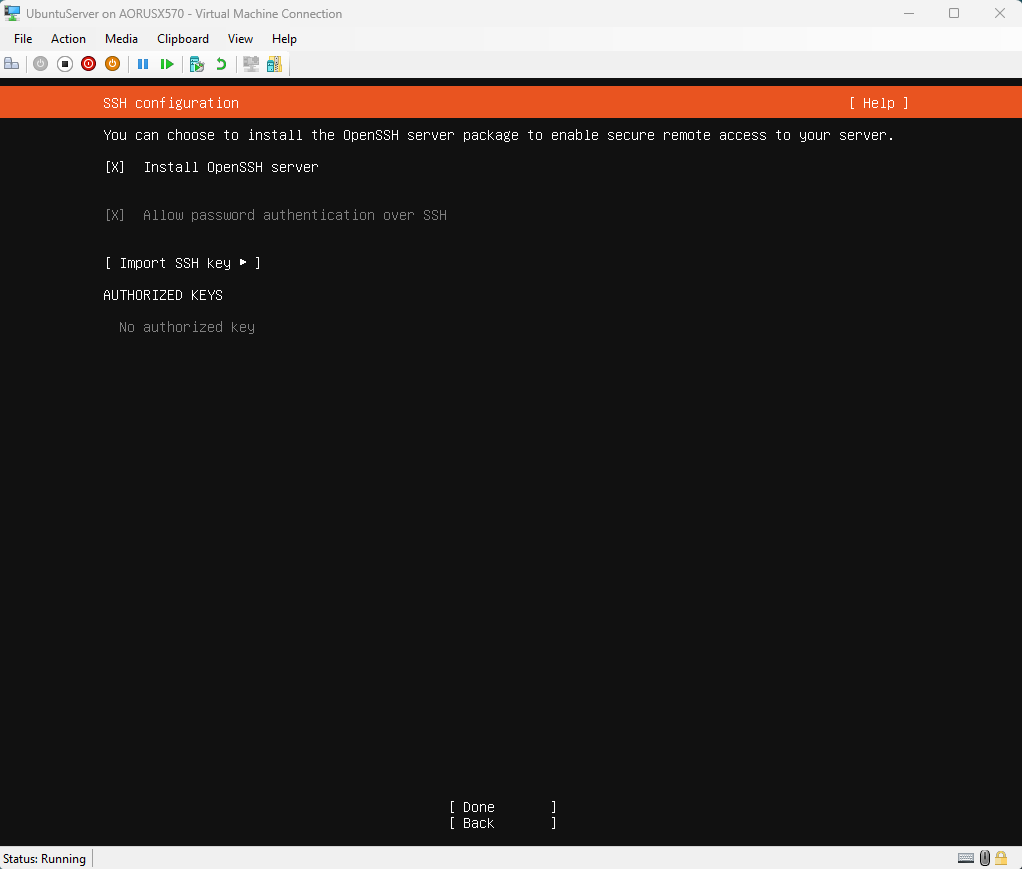 UbuntuServer on AORUSX570 - Virtual Machine Connection
File Action Media Clipboard View Help
SSH configuration [ Help ]
You can choose to install the OpenSSH server package to enable secure remote access to your server.
[X] Install OpenSSH server
[X] Allow password authentication over SSH
[ Import SSH key ▸ ]
AUTHORIZED KEYS
No authorized key
[ Done ]
[ Back ]
Status: Running